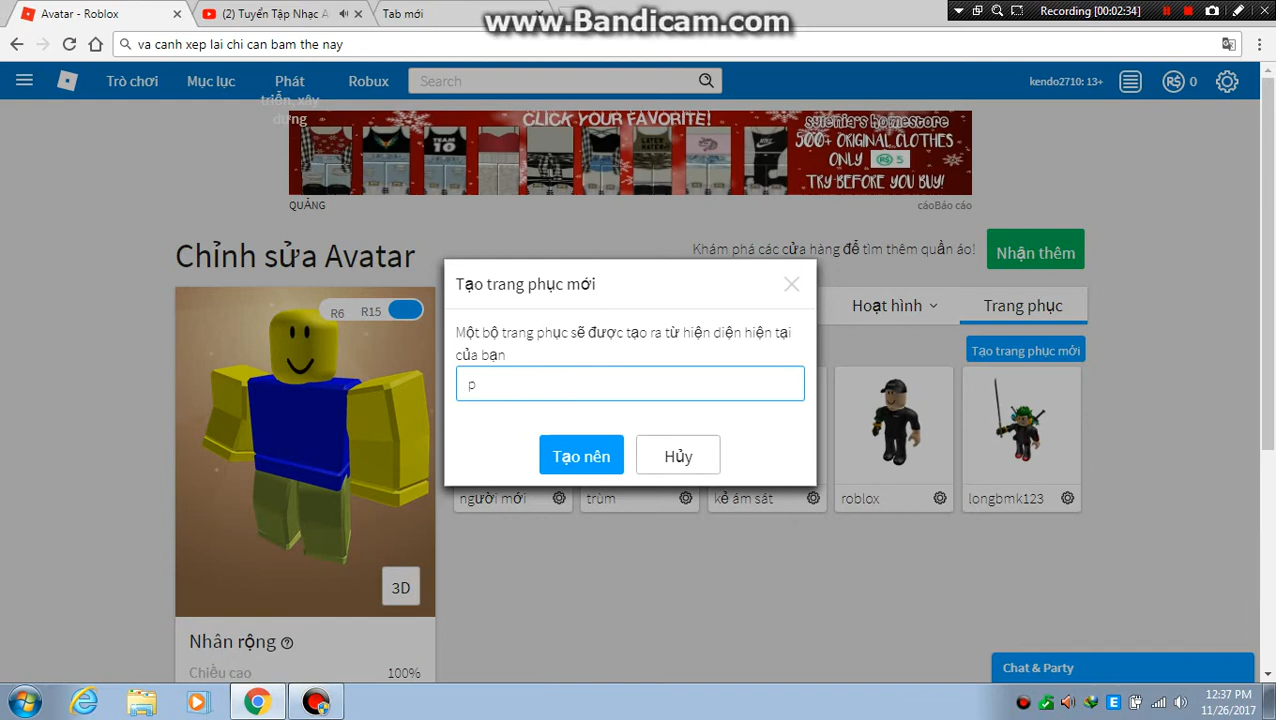 www.Bandicam.com
Avatar - Roblox
(2) Tuyển Tập Nhạc A
Tab mới
Recording [00:02:34]
va canh xep lai chi can bam the nay
Trò chơi
Mục lục
Phát triển, xây dựng
Robux
Search
kendo2710: 13+
R$ 0
CLICK YOUR FAVORITE!
TEAM 10
sylenia's homestore
500+ ORIGINAL CLOTHES
ONLY R$ 5
TRY BEFORE YOU BUY!
QUẢNG
cáoBáo cáo
Chỉnh sửa Avatar
Khám phá các cửa hàng để tìm thêm quần áo!
Nhận thêm
R6
R15
Hoạt hình
Trang phục
Tạo trang phục mới
Tạo trang phục mới
Một bộ trang phục sẽ được tạo ra từ hiện diện hiện tại
của bạn
p
Tạo nên
Hủy
người mới
trùm
kẻ ám sát
roblox
longbmk123
3D
Nhân rộng
Chiều cao
100%
Chat & Party
12:37 PM
11/26/2017